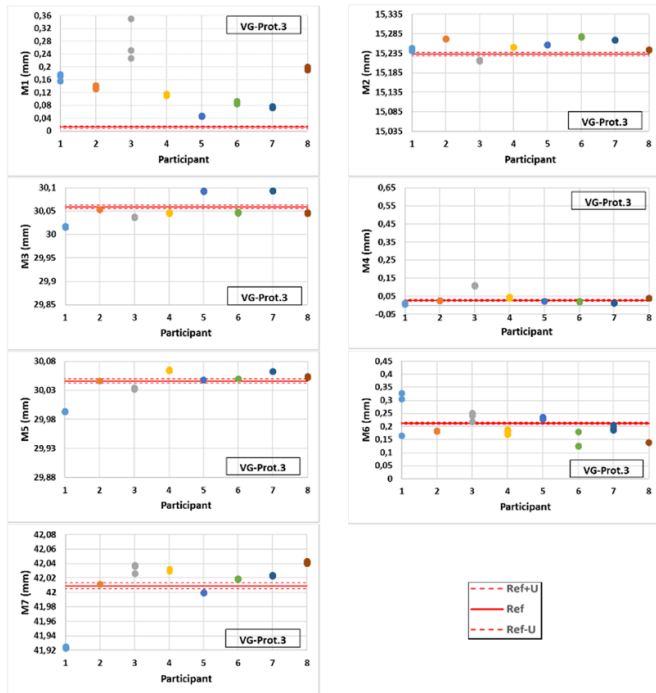 0,36
0,32
0,28
0,24
0,2
0,16
0,12
0,08
0,04
0
M1 (mm)
VG-Prot.3
1 2 3 4 5 6 7 8
Participant
15,335
15,285
15,235
15,185
15,135
15,085
15,035
M2 (mm)
VG-Prot.3
1 2 3 4 5 6 7 8
Participant
30,1
30,05
30
29,95
29,9
29,85
M3 (mm)
VG-Prot.3
1 2 3 4 5 6 7 8
Participant
0,65
0,55
0,45
0,35
0,25
0,15
0,05
-0,05
M4 (mm)
VG-Prot.3
1 2 3 4 5 6 7 8
Participant
30,08
30,03
29,98
29,93
29,88
M5 (mm)
VG-Prot.3
1 2 3 4 5 6 7 8
Participant
0,45
0,4
0,35
0,3
0,25
0,2
0,15
0,1
0,05
0
M6 (mm)
VG-Prot.3
1 2 3 4 5 6 7 8
Participant
42,08
42,06
42,04
42,02
42
41,98
41,96
41,94
41,92
M7 (mm)
VG-Prot.3
1 2 3 4 5 6 7 8
Participant
Ref+U
Ref
Ref-U